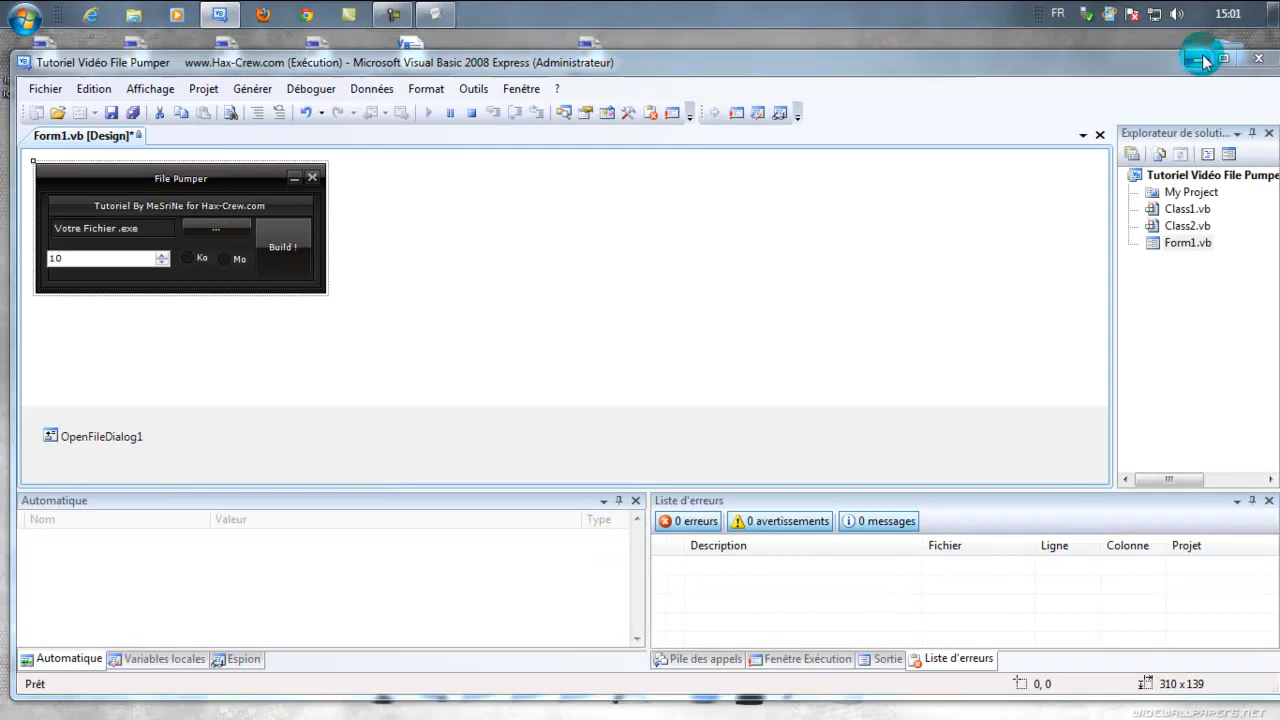 FR 15:01
Tutoriel Vidéo File Pumper www.Hax-Crew.com (Exécution) - Microsoft Visual Basic 2008 Express (Administrateur)
Fichier Edition Affichage Projet Générer Déboguer Données Format Outils Fenêtre ?
Form1.vb [Design]*
Explorateur de soluti...
File Pumper
Tutoriel By MeSriNe for Hax-Crew.com
Votre Fichier .exe ...
Build !
10 Ko Mo
Tutoriel Vidéo File Pumpe
My Project
Class1.vb
Class2.vb
Form1.vb
OpenFileDialog1
Automatique
Nom Valeur Type
Liste d'erreurs
0 erreurs 0 avertissements 0 messages
Description Fichier Ligne Colonne Projet
Automatique Variables locales Espion
Pile des appels Fenêtre Exécution Sortie Liste d'erreurs
Prêt 0, 0 310 x 139
WIDEWALLPAPERS.NET